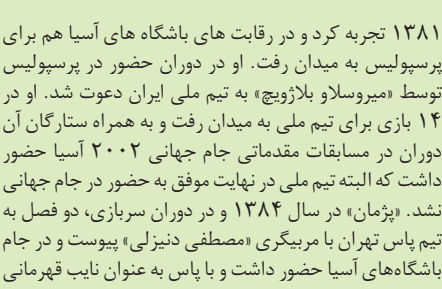 ۱۳۸۱ تجربه کرد و در رقابت های باشگاه های آسیا هم برای
پرسپولیس به میدان رفت. او در دوران حضور در پرسپولیس
توسط «میروسلاو بلاژویچ» به تیم ملی ایران دعوت شد. او در
۱۴ بازی برای تیم ملی به میدان رفت و به همراه ستارگان آن
دوران در مسابقات مقدماتی جام جهانی ۲۰۰۲ آسیا حضور
داشت که البته تیم ملی در نهایت موفق به حضور در جام جهانی
نشد. «پژمان» در سال ۱۳۸۴ و در دوران سربازی، دو فصل به
تیم پاس تهران با مربیگری «مصطفی دنیزلی» پیوست و در جام
باشگاه‌های آسیا حضور داشت و با پاس به عنوان نایب قهرمانی